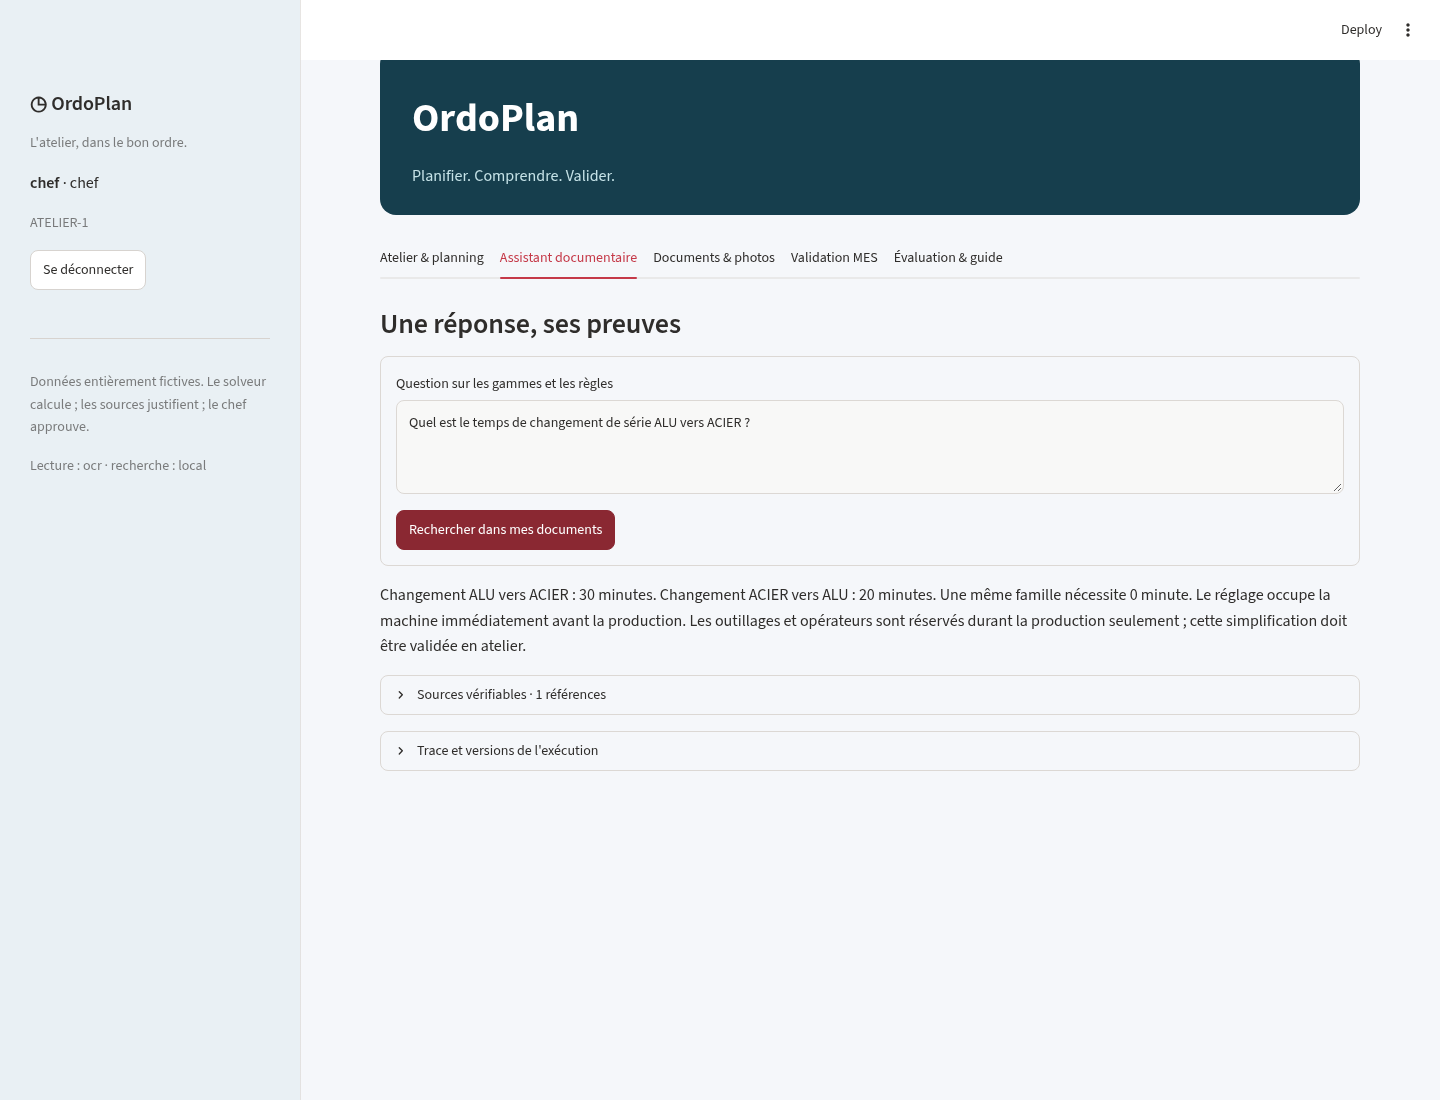 Deploy
OrdoPlan
L'atelier, dans le bon ordre.
chef · chef
ATELIER-1
Se déconnecter
Données entièrement fictives. Le solveur
calcule ; les sources justifient ; le chef
approuve.
Lecture : ocr · recherche : local
OrdoPlan
Planifier. Comprendre. Valider.
Atelier & planning
Assistant documentaire
Documents & photos
Validation MES
Évaluation & guide
Une réponse, ses preuves
Question sur les gammes et les règles
Quel est le temps de changement de série ALU vers ACIER ?
Rechercher dans mes documents
Changement ALU vers ACIER : 30 minutes. Changement ACIER vers ALU : 20 minutes. Une même famille nécessite 0 minute. Le réglage occupe la
machine immédiatement avant la production. Les outillages et opérateurs sont réservés durant la production seulement ; cette simplification doit
être validée en atelier.
Sources vérifiables · 1 références
Trace et versions de l'exécution